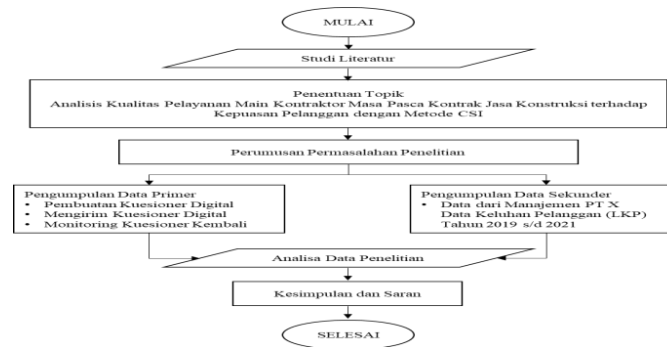 MULAI
Studi Literatur
Penentuan Topik
Analisis Kualitas Pelayanan Main Kontraktor Masa Pasca Kontrak Jasa Konstruksi terhadap
Kepuasan Pelanggan dengan Metode CSI
Perumusan Permasalahan Penelitian
Pengumpulan Data Primer
• Pembuatan Kuesioner Digital
• Mengirim Kuesioner Digital
• Monitoring Kuesioner Kembali
Pengumpulan Data Sekunder
• Data dari Manajemen PT X
Data Keluhan Pelanggan (LKP)
Tahun 2019 s/d 2021
Analisa Data Penelitian
Kesimpulan dan Saran
SELESAI